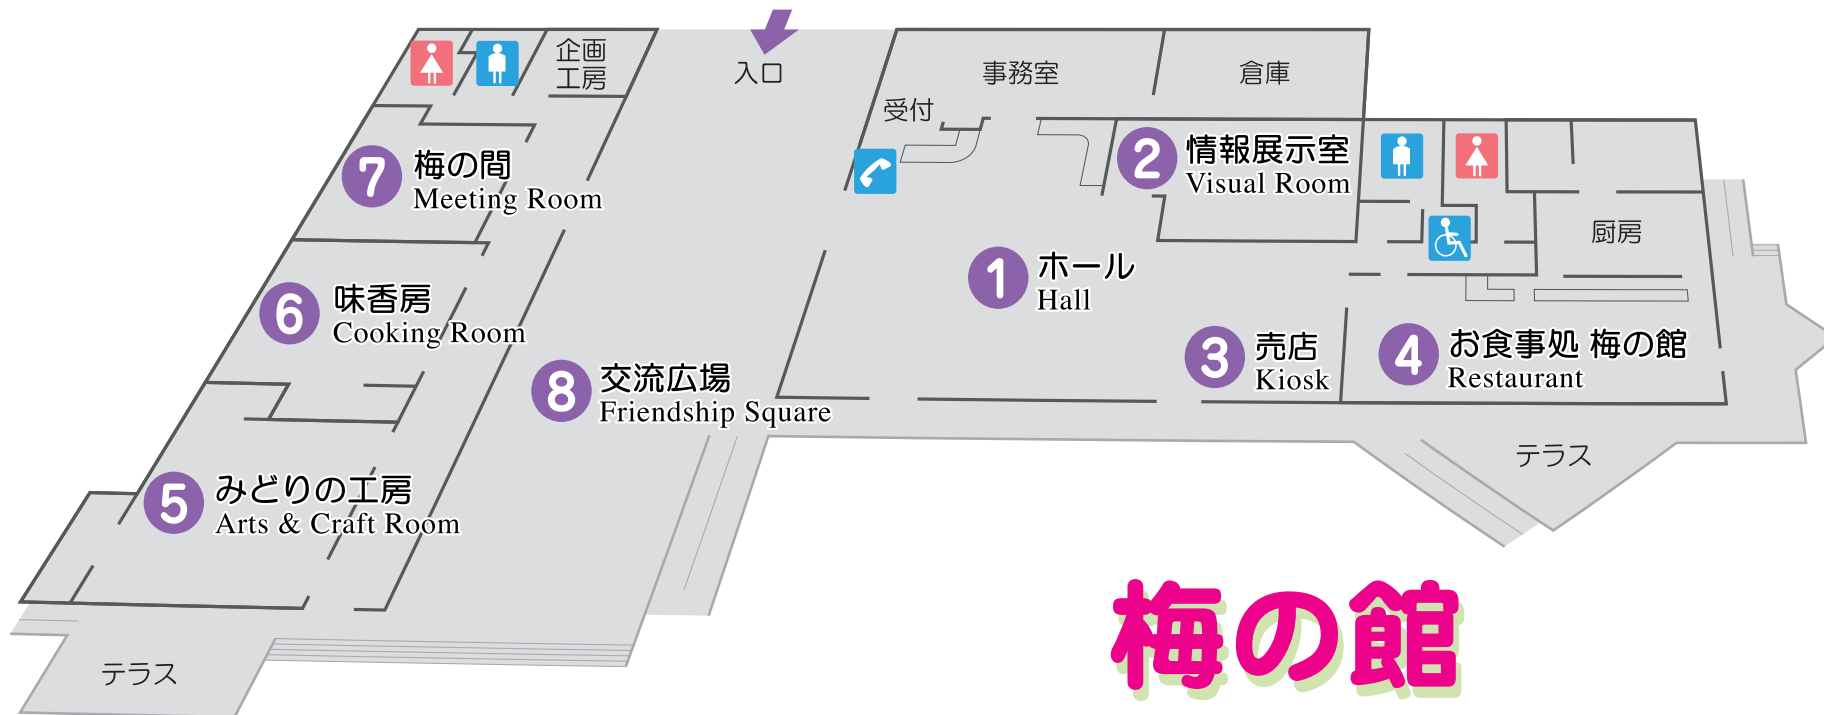 企画
工房
入口
事務室
倉庫
受付
7
梅の間
Meeting Room
2
情報展示室
Visual Room
厨房
1
ホール
Hall
6
味香房
Cooking Room
3
売店
Kiosk
4
お食事処 梅の館
Restaurant
8
交流広場
Friendship Square
テラス
5
みどりの工房
Arts & Craft Room
テラス
梅の館